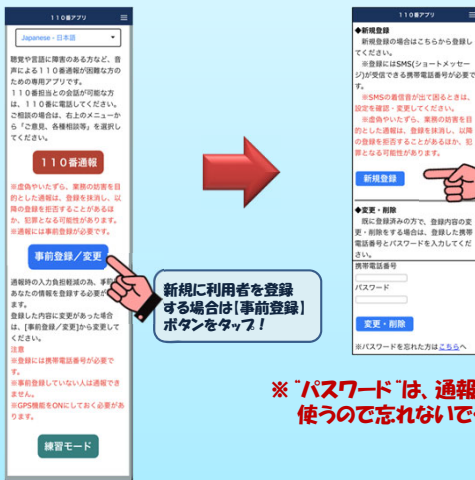 110番アプリ
Japanese - 日本語
聴覚や言語に障害のある方など、音
声による110番通報が困難な方の
ための専用アプリです。
110番担当との会話が可能な方
は、110番に電話してください。
ご相談の場合は、右上のメニューか
ら「ご意見、各種相談等」を選択し
てください。
110番通報
※虚偽やいたずら、業務の妨害を目
的とした通報は、登録を抹消し、以
降の登録を拒否することがあるほ
か、犯罪となる可能性があります。
※通報には事前登録が必要です。
事前登録／変更
通報時の入力負担軽減の為、事前
あなたの情報を登録する必要が
ます。
登録した内容に変更があった場合
は、[事前登録／変更]から変更して
ください。
注意
※登録には携帯電話番号が必要で
す。
※事前登録していない人は通報でき
ません。
※GPS機能をONにしておく必要があ
ります。
練習モード
新規に利用者を登録
する場合は【事前登録】
ボタンをタップ！
110番アプリ
◆新規登録
新規登録の場合はこちらから登録し
てください。
※登録にはSMS(ショートメッセー
ジ)が受信できる携帯電話番号が必要で
す。
※SMSの着信音が出て困るときは、
設定を確認・変更してください。
※虚偽やいたずら、業務の妨害を目
的とした通報は、登録を抹消し、以降
の登録を拒否することがあるほか、犯
罪となる可能性があります。
新規登録
◆変更・削除
既に登録済みの方で、登録内容の変
更・削除をする場合は、登録した携帯
電話番号とパスワードを入力してくだ
さい。
携帯電話番号
パスワード
変更・削除
※パスワードを忘れた方はこちらへ
※ ¨パスワード¨は、通報
使うので忘れないで